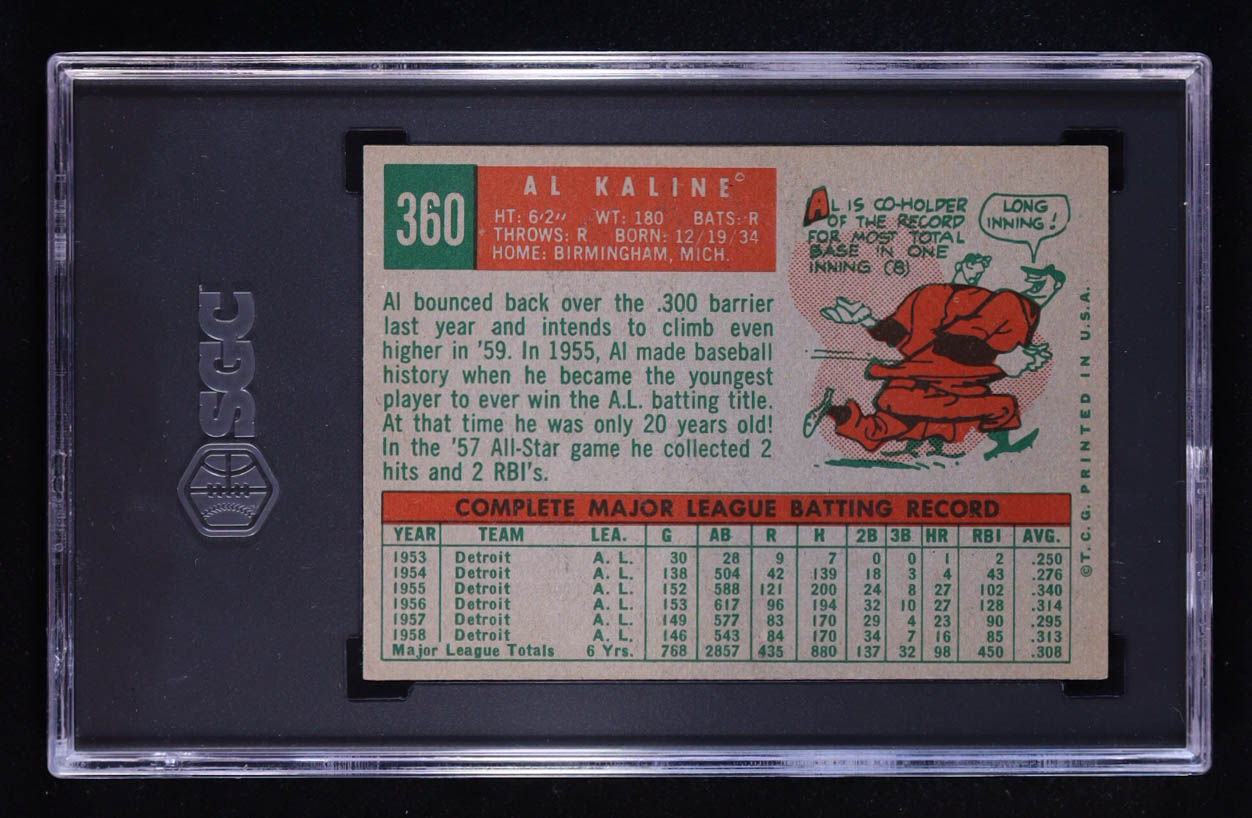 SGC
360
AL KALINE©
HT: 6'2" WT: 180 BATS: R
THROWS: R BORN: 12/19/34
HOME: BIRMINGHAM, MICH.
AL IS CO-HOLDER
OF THE RECORD
FOR MOST TOTAL
BASE IN ONE
INNING (8)
LONG
INNING!
Al bounced back over the .300 barrier
last year and intends to climb even
higher in '59. In 1955, Al made baseball
history when he became the youngest
player to ever win the A.L. batting title.
At that time he was only 20 years old!
In the '57 All-Star game he collected 2
hits and 2 RBI's.
COMPLETE MAJOR LEAGUE BATTING RECORD
YEAR TEAM LEA. G AB R H 2B 3B HR RBI AVG.
1953 Detroit A. L. 30 28 9 7 0 0 1 2 .250
1954 Detroit A. L. 138 504 42 139 18 3 4 43 .276
1955 Detroit A. L. 152 588 121 200 24 8 27 102 .340
1956 Detroit A. L. 153 617 96 194 32 10 27 128 .314
1957 Detroit A. L. 149 577 83 170 29 4 23 90 .295
1958 Detroit A. L. 146 543 84 170 34 7 16 85 .313
Major League Totals 6 Yrs. 768 2857 435 880 137 32 98 450 .308
©T. C. G. PRINTED IN U.S.A.